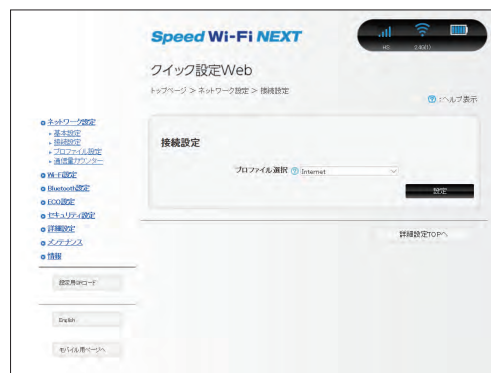 Speed Wi-Fi NEXT
HS 2.4G(1)
クイック設定Web
トップページ > ネットワーク設定 > 接続設定
?:ヘルプ表示
ネットワーク設定
基本設定
接続設定
プロファイル設定
通信量カウンター
Wi-Fi設定
Bluetooth設定
ECO設定
セキュリティ設定
詳細設定
メンテナンス
情報
設定用QRコード
English
モバイル用ページへ
接続設定
プロファイル選択 ? Internet
設定
詳細設定TOPへ